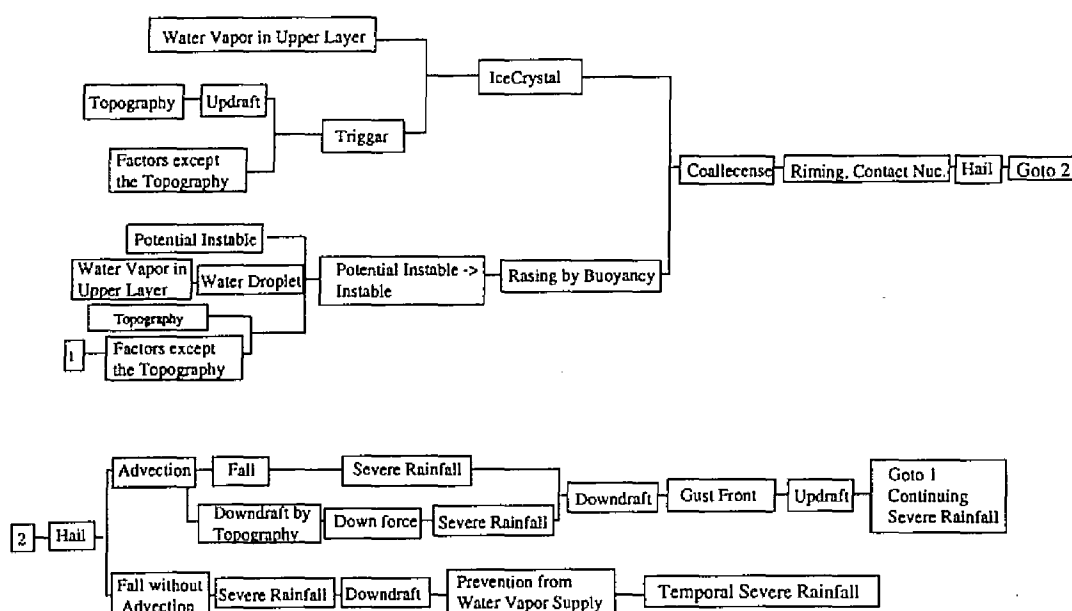 Water Vapor in Upper Layer
IceCrystal
Topography
Updraft
Triggar
Factors except
the Topography
Coallecense
Riming, Contact Nuc.
Hail
Goto 2
Potential Instable
Water Vapor in
Upper Layer
Water Droplet
Potential Instable ->
Instable
Rasing by Buoyancy
Topography
1
Factors except
the Topography
Advection
Fall
Severe Rainfall
Downdraft
Gust Front
Updraft
Goto 1
Continuing
Severe Rainfall
2
Hail
Downdraft by
Topography
Down force
Severe Rainfall
Fall without
Advection
Severe Rainfall
Downdraft
Prevention from
Water Vapor Supply
Temporal Severe Rainfall